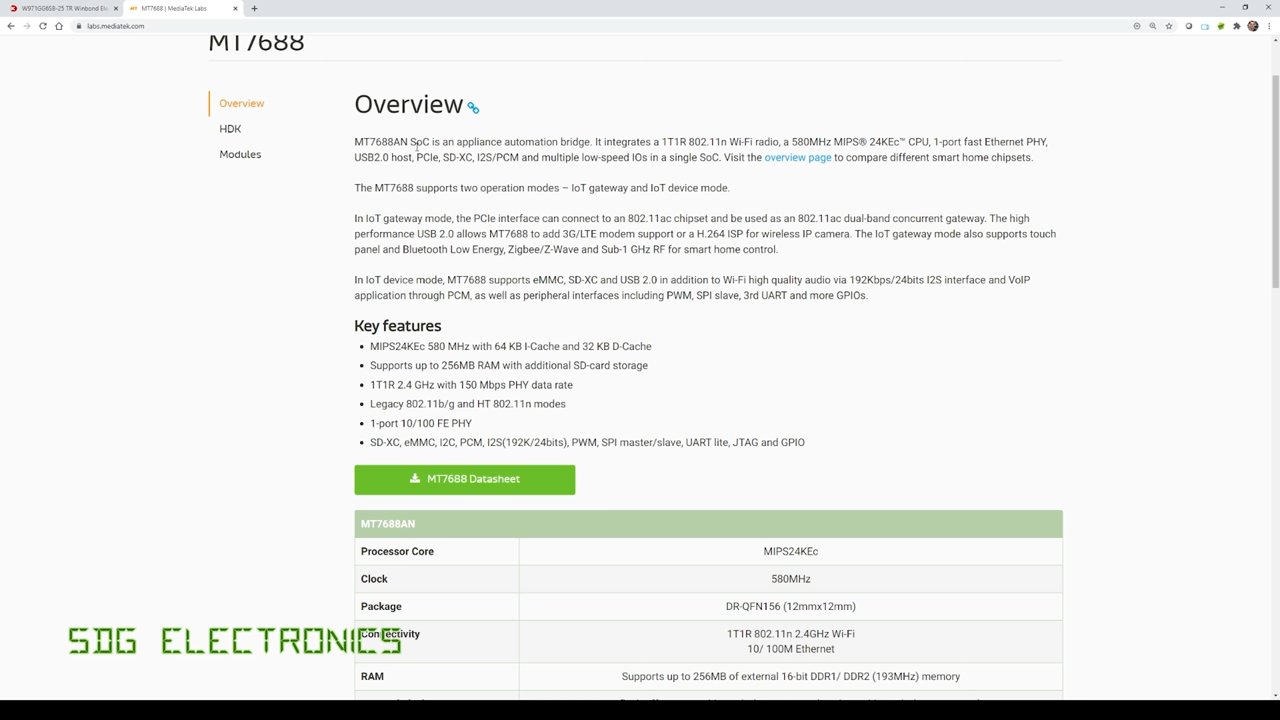 W971GG6SB-25 TR Winbond Ele
MT7688 | MediaTek Labs
labs.mediatek.com
MT7688
Overview
HDK
Modules
Overview
MT7688AN SoC is an appliance automation bridge. It integrates a 1T1R 802.11n Wi-Fi radio, a 580MHz MIPS® 24KEc™ CPU, 1-port fast Ethernet PHY,
USB2.0 host, PCIe, SD-XC, I2S/PCM and multiple low-speed IOs in a single SoC. Visit the overview page to compare different smart home chipsets.
The MT7688 supports two operation modes – IoT gateway and IoT device mode.
In IoT gateway mode, the PCIe interface can connect to an 802.11ac chipset and be used as an 802.11ac dual-band concurrent gateway. The high
performance USB 2.0 allows MT7688 to add 3G/LTE modem support or a H.264 ISP for wireless IP camera. The IoT gateway mode also supports touch
panel and Bluetooth Low Energy, Zigbee/Z-Wave and Sub-1 GHz RF for smart home control.
In IoT device mode, MT7688 supports eMMC, SD-XC and USB 2.0 in addition to Wi-Fi high quality audio via 192Kbps/24bits I2S interface and VoIP
application through PCM, as well as peripheral interfaces including PWM, SPI slave, 3rd UART and more GPIOs.
Key features
• MIPS24KEc 580 MHz with 64 KB I-Cache and 32 KB D-Cache
• Supports up to 256MB RAM with additional SD-card storage
• 1T1R 2.4 GHz with 150 Mbps PHY data rate
• Legacy 802.11b/g and HT 802.11n modes
• 1-port 10/100 FE PHY
• SD-XC, eMMC, I2C, PCM, I2S(192K/24bits), PWM, SPI master/slave, UART lite, JTAG and GPIO
MT7688 Datasheet
MT7688AN
Processor Core MIPS24KEc
Clock 580MHz
Package DR-QFN156 (12mmx12mm)
Connectivity 1T1R 802.11n 2.4GHz Wi-Fi
10/ 100M Ethernet
SDG ELECTRONICS
RAM Supports up to 256MB of external 16-bit DDR1/ DDR2 (193MHz) memory